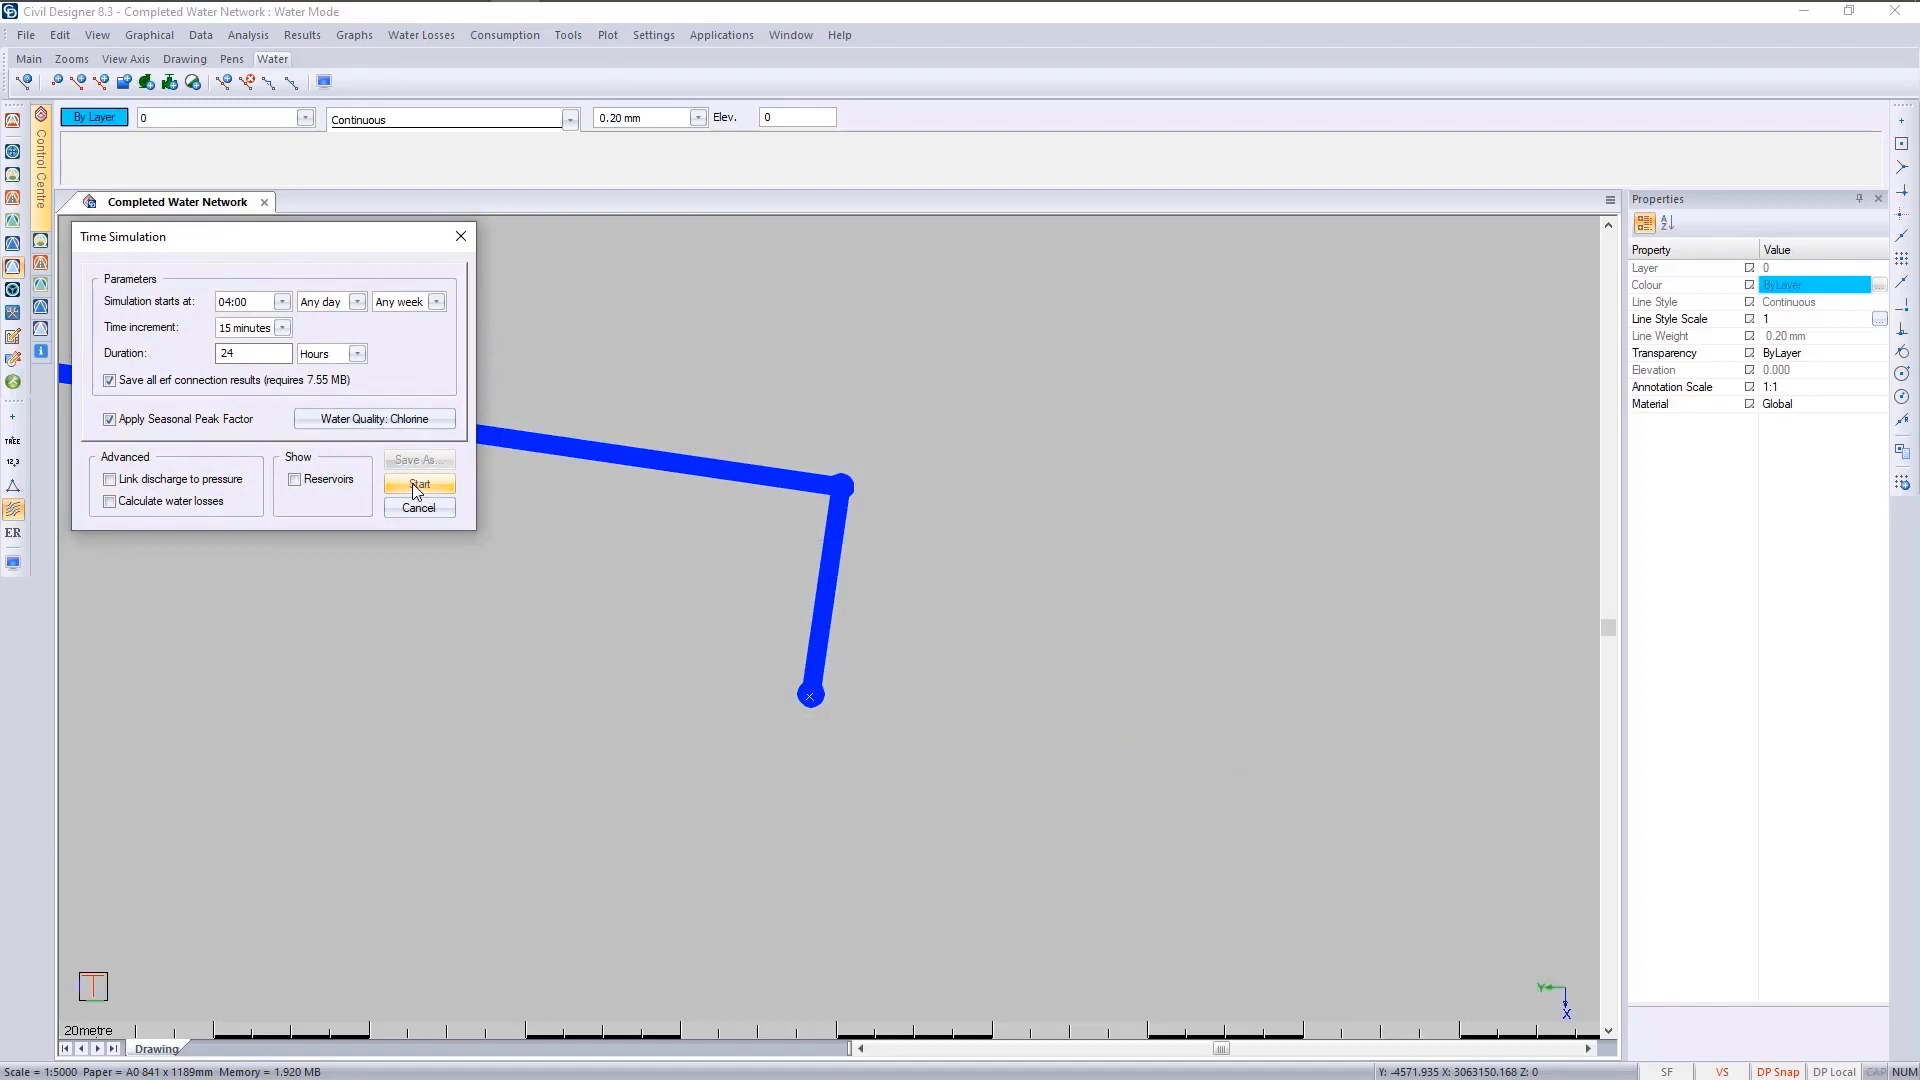 Civil Designer 8.3 - Completed Water Network : Water Mode
File Edit View Graphical Data Analysis Results Graphs Water Losses Consumption Tools Plot Settings Applications Window Help
Main Zooms View Axis Drawing Pens Water
By Layer 0 Continuous 0.20 mm Elev. 0
Control Centre
Completed Water Network
Time Simulation
Parameters
Simulation starts at: 04:00 Any day Any week
Time increment: 15 minutes
Duration: 24 Hours
Save all erf connection results (requires 7.55 MB)
Apply Seasonal Peak Factor Water Quality: Chlorine
Advanced Show Save As...
Link discharge to pressure Reservoirs Start
Calculate water losses Cancel
Properties
Property Value
Layer 0
Colour ByLayer
Line Style Continuous
Line Style Scale 1
Line Weight 0.20 mm
Transparency ByLayer
Elevation 0.000
Annotation Scale 1:1
Material Global
TREE
1,2,3
ER
T
Y
X
20metre
Drawing
Scale = 1:5000 Paper = A0 841 x 1189mm Memory = 1.920 MB Y: -4571.935 X: 3063150.168 Z: 0 SF VS DP Snap DP Local CAP NUM